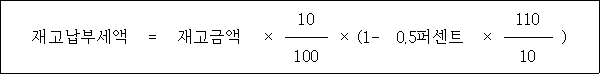 재고납부세액 = 재고금액 × 10/100 × (1- 0.5퍼센트 × 110/10 )